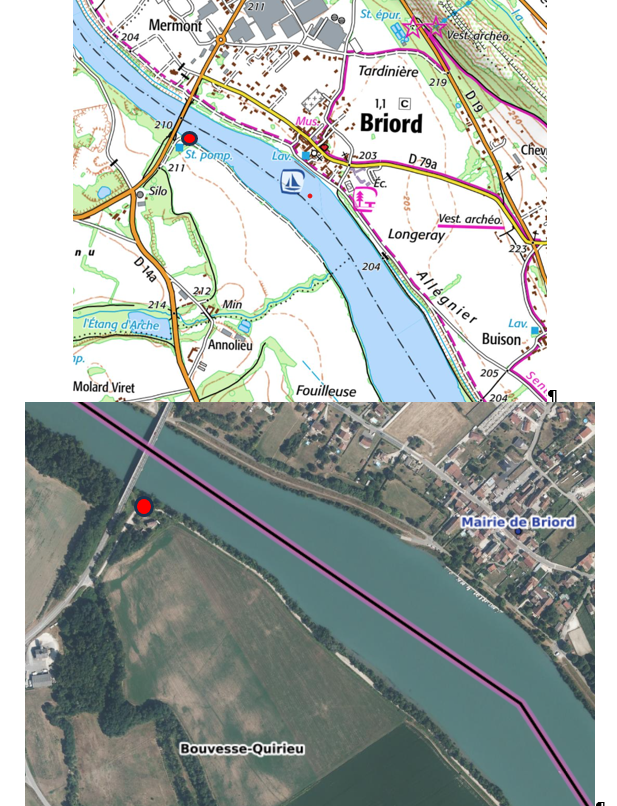 211
St. épur.
Vest. archéo.
Mermont
204
Tardinière
219
D 19
1,1 C
Briord
Mus.
210
St. pomp.
Lav.
203
D 79a
211
Éc.
Silo
205
Vest. archéo.
Longeray
223
D 14a
204
212
Allégnier
214
Min
l'Étang d'Arche
Annolieu
Lav.
Buison
205
Molard Viret
Fouilleuse
204
¶
Mairie de Briord
Bouvesse-Quirieu